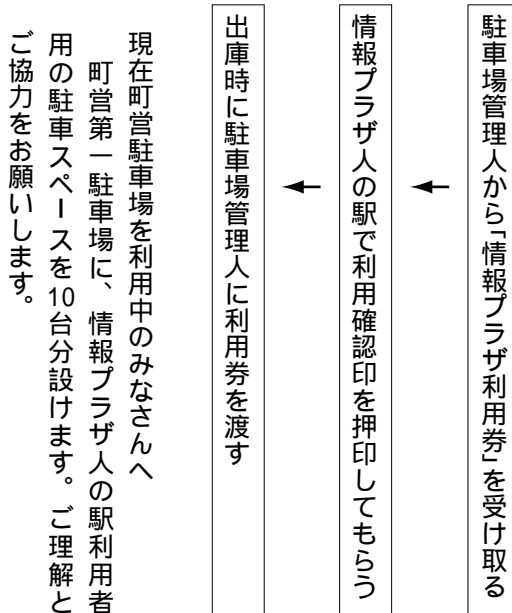 駐車場管理人から「情報プラザ利用券」を受け取る
情報プラザ人の駅で利用確認印を押印してもらう
出庫時に駐車場管理人に利用券を渡す
現在町営駐車場を利用中のみなさんへ
町営第一駐車場に、情報プラザ人の駅利用者
用の駐車スペースを10台分設けます。ご理解と
ご協力をお願いします。